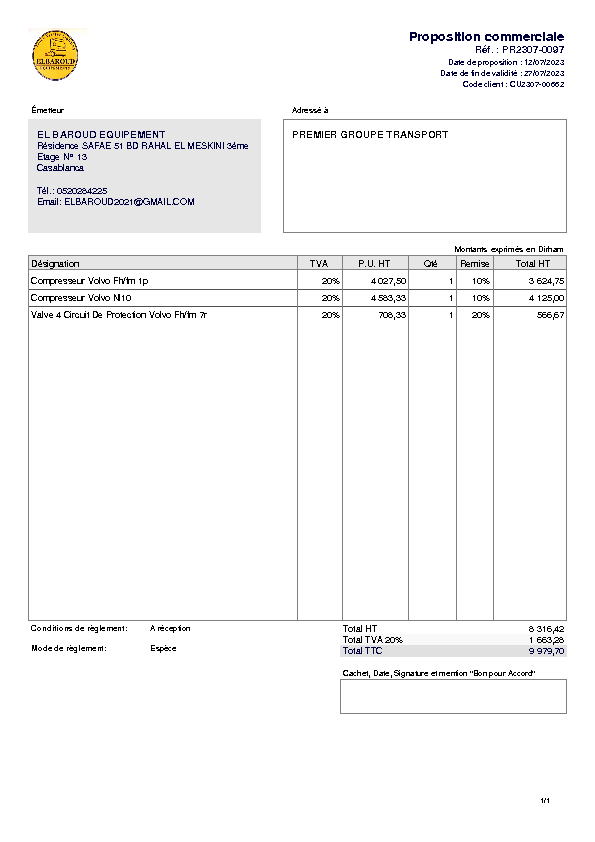 ELBAROUD
EQUIPEMENTS
Proposition commerciale
Réf. : PR2307-0097
Date de proposition : 12/07/2023
Date de fin de validité : 27/07/2023
Code client : CU2307-00662
Émetteur
Adressé à
EL BAROUD EQUIPEMENT
Résidence SAFAE 51 BD RAHAL EL MESKINI 3éme
Etage N° 13
Casablanca
Tél.: 0520284225
Email: ELBAROUD2021@GMAIL.COM
PREMIER GROUPE TRANSPORT
Montants exprimés en Dirham
Désignation TVA P.U. HT Qté Remise Total HT
Compresseur Volvo Fh/fm 1p 20% 4 027,50 1 10% 3 624,75
Compresseur Volvo Nl10 20% 4 583,33 1 10% 4 125,00
Valve 4 Circuit De Protection Volvo Fh/fm 7r 20% 708,33 1 20% 566,67
Conditions de règlement: A réception
Mode de règlement: Espèce
Total HT 8 316,42
Total TVA 20% 1 663,28
Total TTC 9 979,70
Cachet, Date, Signature et mention "Bon pour Accord"
1/1